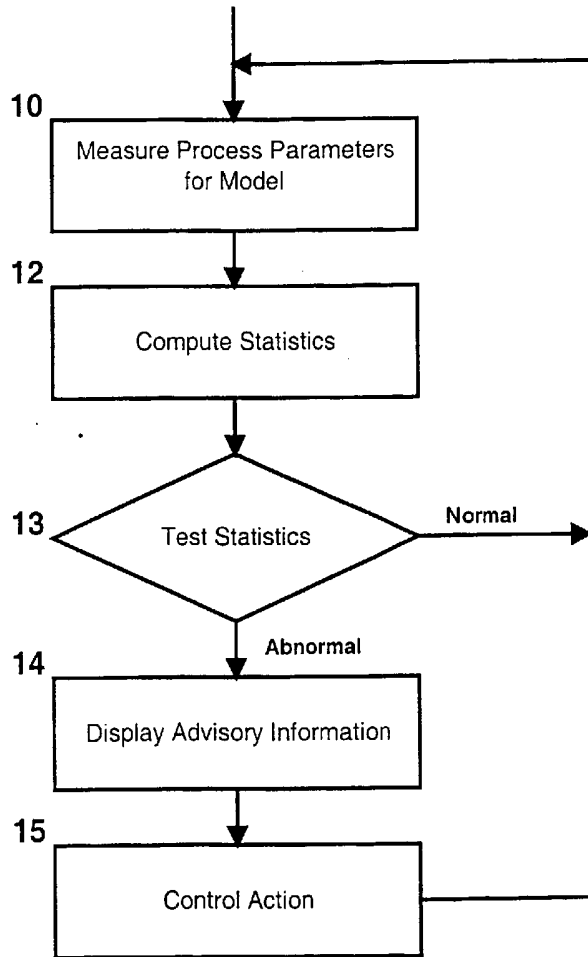 10
Measure Process Parameters
for Model
12
Compute Statistics
13
Test Statistics
Normal
Abnormal
14
Display Advisory Information
15
Control Action